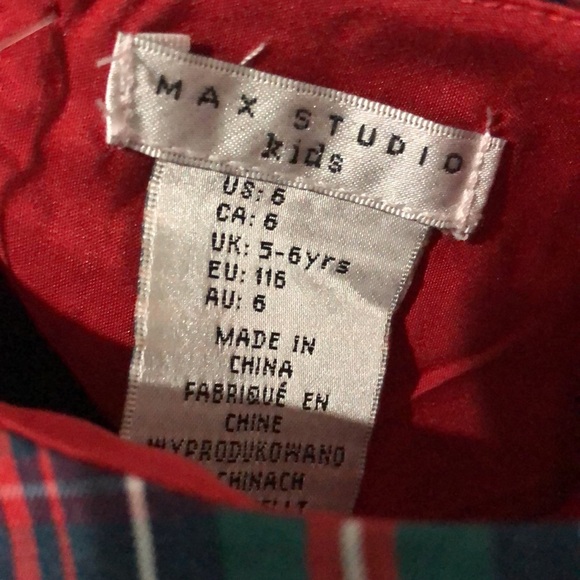 MAX STUDIO
kids
US: 6
CA: 6
UK: 5-6yrs
EU: 116
AU: 6
MADE IN
CHINA
FABRIQUÉ EN
CHINE
WYPRODUKOWANO
CHINACH